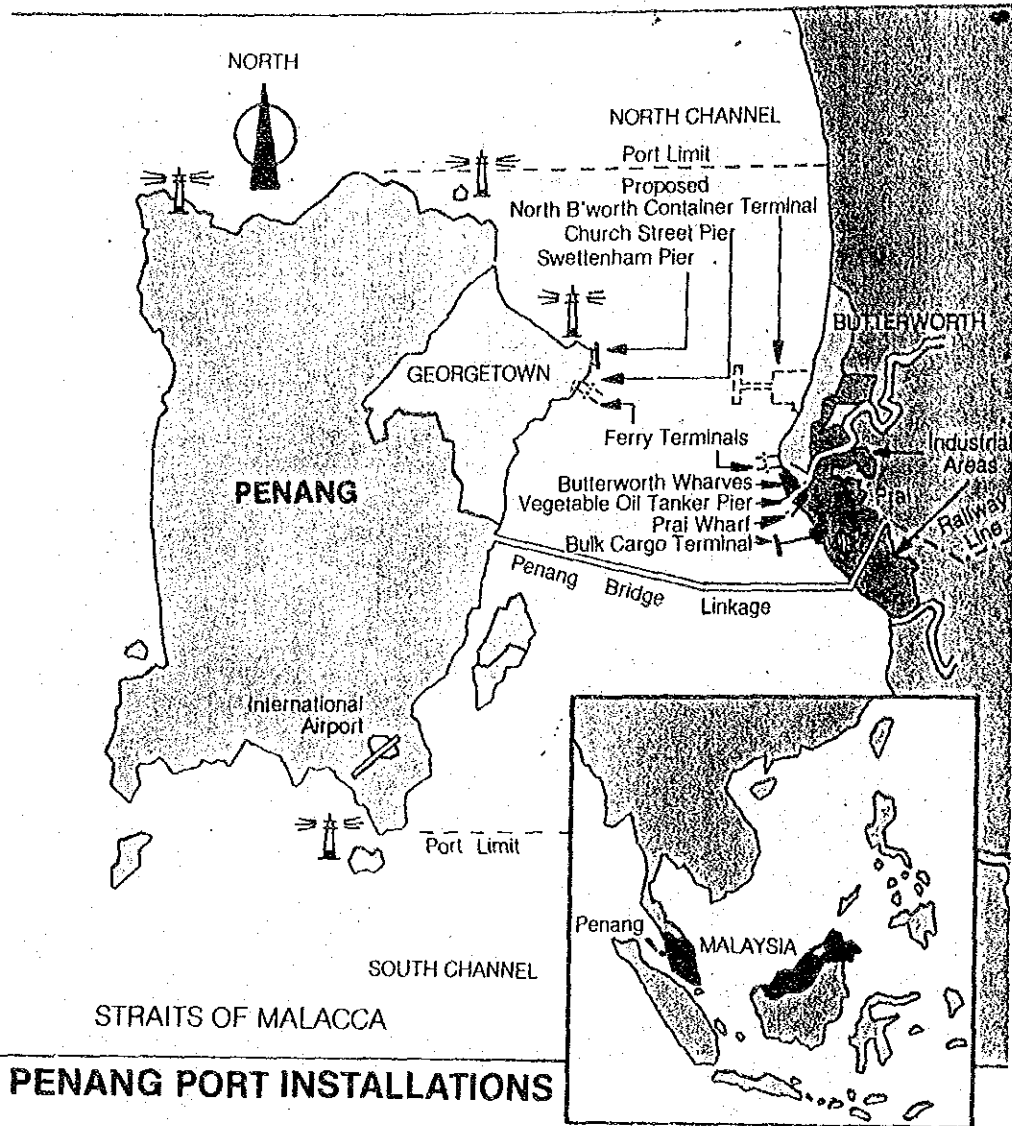 NORTH
NORTH CHANNEL
Port Limit
Proposed
North B'worth Container Terminal
Church Street Pier
Swettenham Pier
BUTTERWORTH
GEORGETOWN
Ferry Terminals
Industrial
Areas
Butterworth Wharves
Vegetable Oil Tanker Pier
Prai Wharf
Bulk Cargo Terminal
Prai
Railway
Line
PENANG
Penang Bridge Linkage
International
Airport
Port Limit
Penang
MALAYSIA
SOUTH CHANNEL
STRAITS OF MALACCA
PENANG PORT INSTALLATIONS